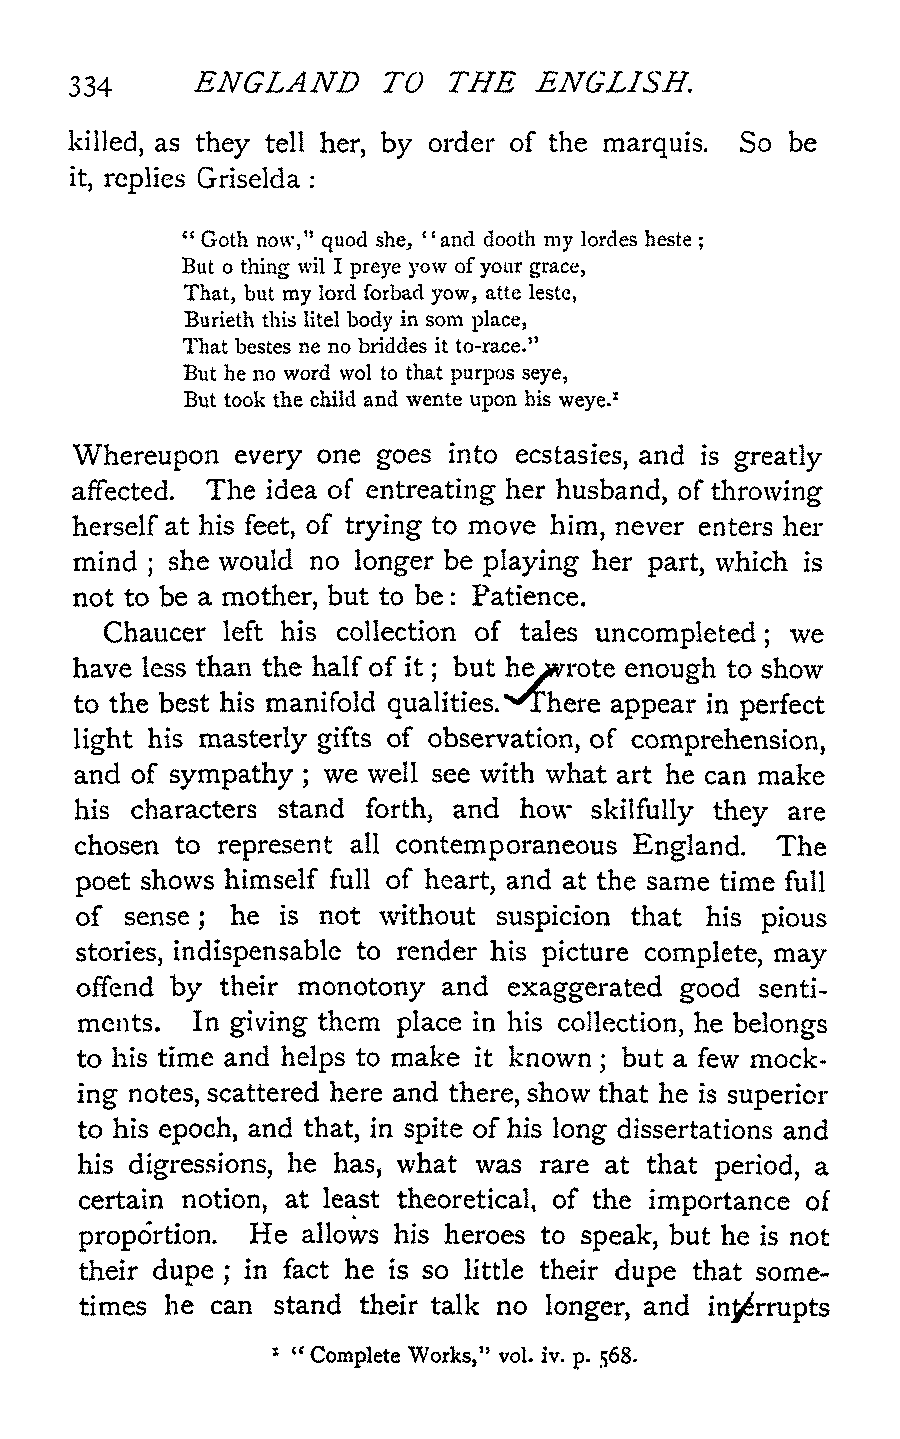 334 ENGLAND TO THE ENGLISH.
killed, as they tell her, by order of the marquis. So be
it, replies Griselda :
“ Goth now,” quod she, “and dooth my lordes heste ;
But o thing wil I preye yow of your grace,
That, but my lord forbad yow, atte leste,
Burieth this litel body in som place,
That bestes ne no briddes it to-race.”
But he no word wol to that purpos seye,
But took the child and wente upon his weye.¹
Whereupon every one goes into ecstasies, and is greatly
affected. The idea of entreating her husband, of throwing
herself at his feet, of trying to move him, never enters her
mind ; she would no longer be playing her part, which is
not to be a mother, but to be : Patience.
Chaucer left his collection of tales uncompleted ; we
have less than the half of it ; but he wrote enough to show
to the best his manifold qualities. There appear in perfect
light his masterly gifts of observation, of comprehension,
and of sympathy ; we well see with what art he can make
his characters stand forth, and how skilfully they are
chosen to represent all contemporaneous England. The
poet shows himself full of heart, and at the same time full
of sense ; he is not without suspicion that his pious
stories, indispensable to render his picture complete, may
offend by their monotony and exaggerated good senti-
ments. In giving them place in his collection, he belongs
to his time and helps to make it known ; but a few mock-
ing notes, scattered here and there, show that he is superior
to his epoch, and that, in spite of his long dissertations and
his digressions, he has, what was rare at that period, a
certain notion, at least theoretical, of the importance of
proportion. He allows his heroes to speak, but he is not
their dupe ; in fact he is so little their dupe that some-
times he can stand their talk no longer, and interrupts
¹ “ Complete Works,” vol. iv. p. 568.